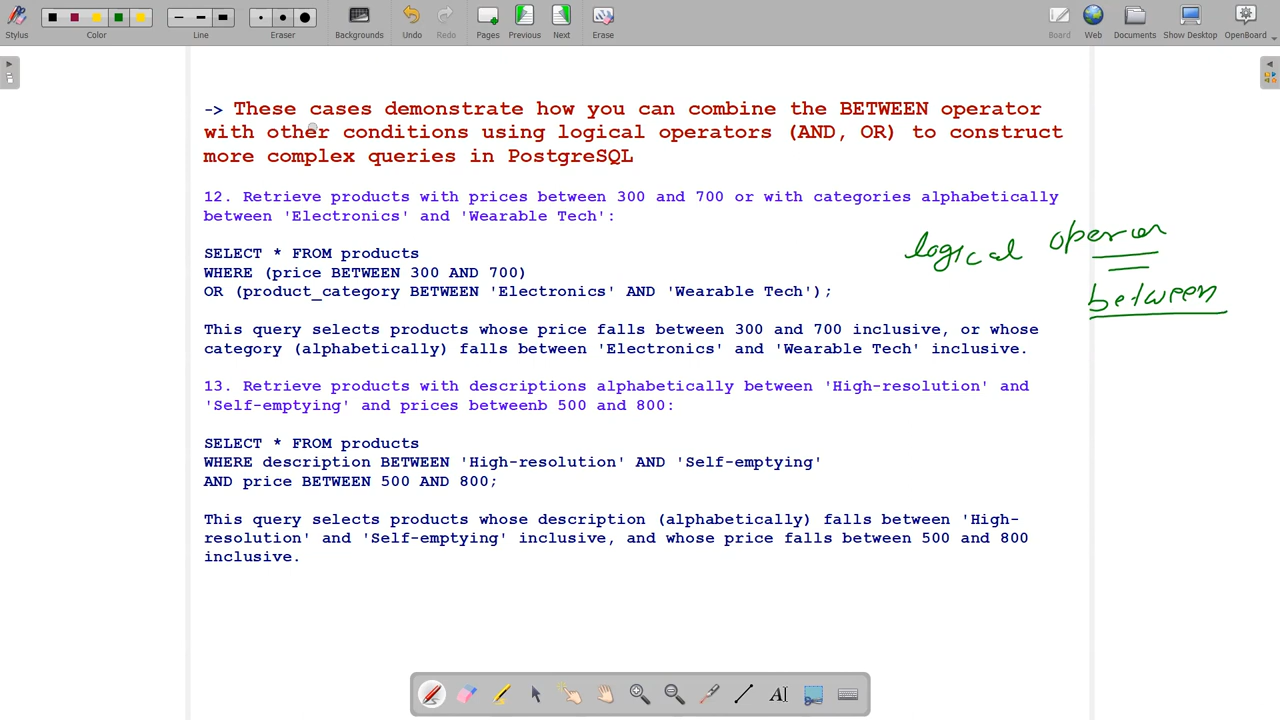 Stylus
Color
Line
Eraser
Backgrounds
Undo
Redo
Pages
Previous
Next
Erase
Board
Web
Documents
Show Desktop
OpenBoard
-> These cases demonstrate how you can combine the BETWEEN operator
with other conditions using logical operators (AND, OR) to construct
more complex queries in PostgreSQL
12. Retrieve products with prices between 300 and 700 or with categories alphabetically
between 'Electronics' and 'Wearable Tech':
SELECT * FROM products
WHERE (price BETWEEN 300 AND 700)
OR (product_category BETWEEN 'Electronics' AND 'Wearable Tech');
logical
between
This query selects products whose price falls between 300 and 700 inclusive, or whose
category (alphabetically) falls between 'Electronics' and 'Wearable Tech' inclusive.
13. Retrieve products with descriptions alphabetically between 'High-resolution' and
'Self-emptying' and prices betweenb 500 and 800:
SELECT * FROM products
WHERE description BETWEEN 'High-resolution' AND 'Self-emptying'
AND price BETWEEN 500 AND 800;
This query selects products whose description (alphabetically) falls between 'High-
resolution' and 'Self-emptying' inclusive, and whose price falls between 500 and 800
inclusive.
AI